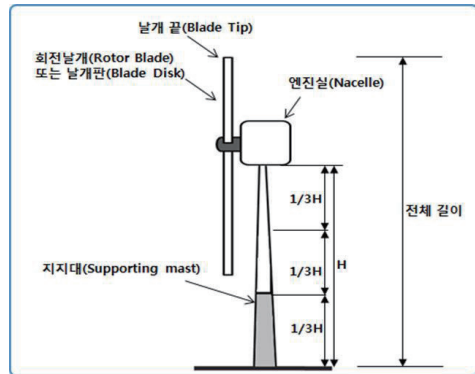 날개 끝(Blade Tip)
회전날개(Rotor Blade)
또는 날개판(Blade Disk)
엔진실(Nacelle)
1/3H
전체 길이
지지대(Supporting mast)
1/3H
H
1/3H